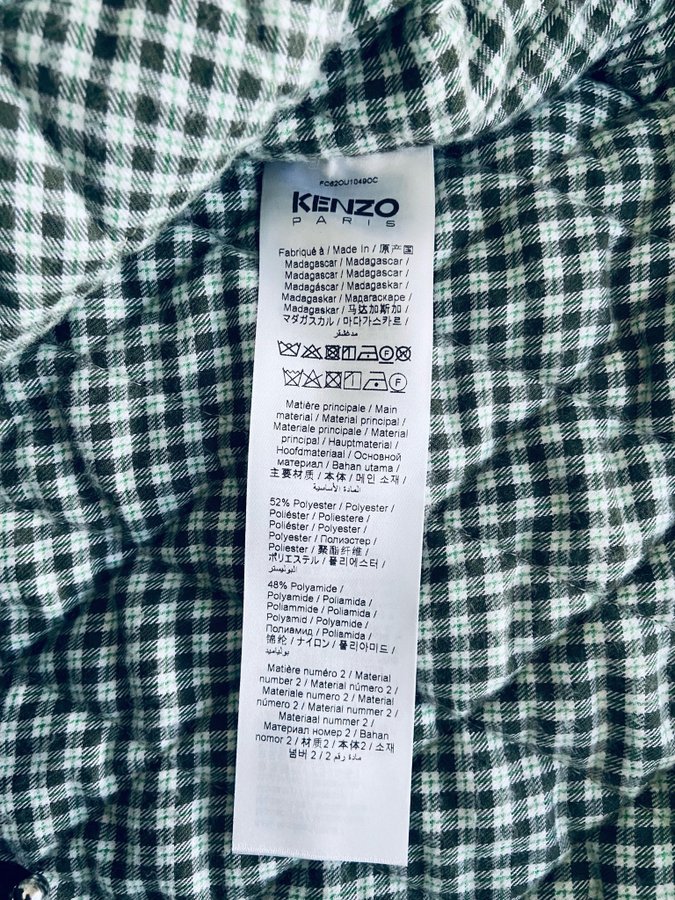 FC62OU1049OC
KENZO
PARIS
Fabriqué à / Made In / 原产国
Madagascar / Madagascar /
Madagascar / Madagascar /
Madagáscar / Madagaskar /
Madagaskar / Мадагаскаре /
Madagaskar / 马达加斯加 /
マダガスカル / 마다가스카르 /
مدغشقر
Matière principale / Main
material / Material principal /
Materiale principale / Material
principal / Hauptmaterial /
Hoofdmateriaal / Основной
материал / Bahan utama /
主要材质 / 本体 / 메인 소재 /
المادة الأساسية
52% Polyester / Polyester /
Poliéster / Poliestere /
Poliéster / Polyester /
Polyester / Полиэстер /
Poliester / 聚酯纤维 /
ポリエステル / 폴리에스터 /
البوليستر
48% Polyamide /
Polyamide / Poliamida /
Poliammide / Poliamida /
Polyamid / Polyamide /
Полиамид / Poliamida /
锦纶 / ナイロン / 폴리아미드 /
بولياميد
Matière numéro 2 / Material
number 2 / Material número 2 /
Materiale numero 2 / Material
número 2 / Material nummer 2 /
Materiaal nummer 2 /
Материал номер 2 / Bahan
nomor 2 / 材质2 / 本体2 / 소재
넘버 2 / مادة رقم 2